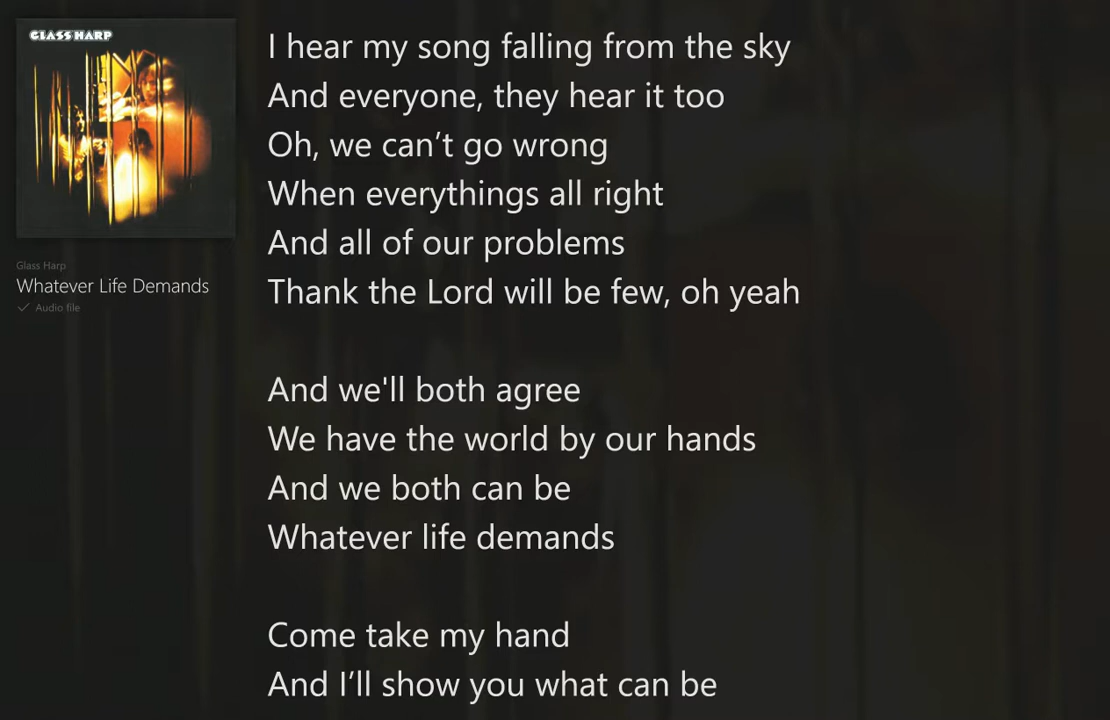 GLASS HARP
Glass Harp
Whatever Life Demands
Audio file
I hear my song falling from the sky
And everyone, they hear it too
Oh, we can’t go wrong
When everythings all right
And all of our problems
Thank the Lord will be few, oh yeah
And we'll both agree
We have the world by our hands
And we both can be
Whatever life demands
Come take my hand
And I’ll show you what can be